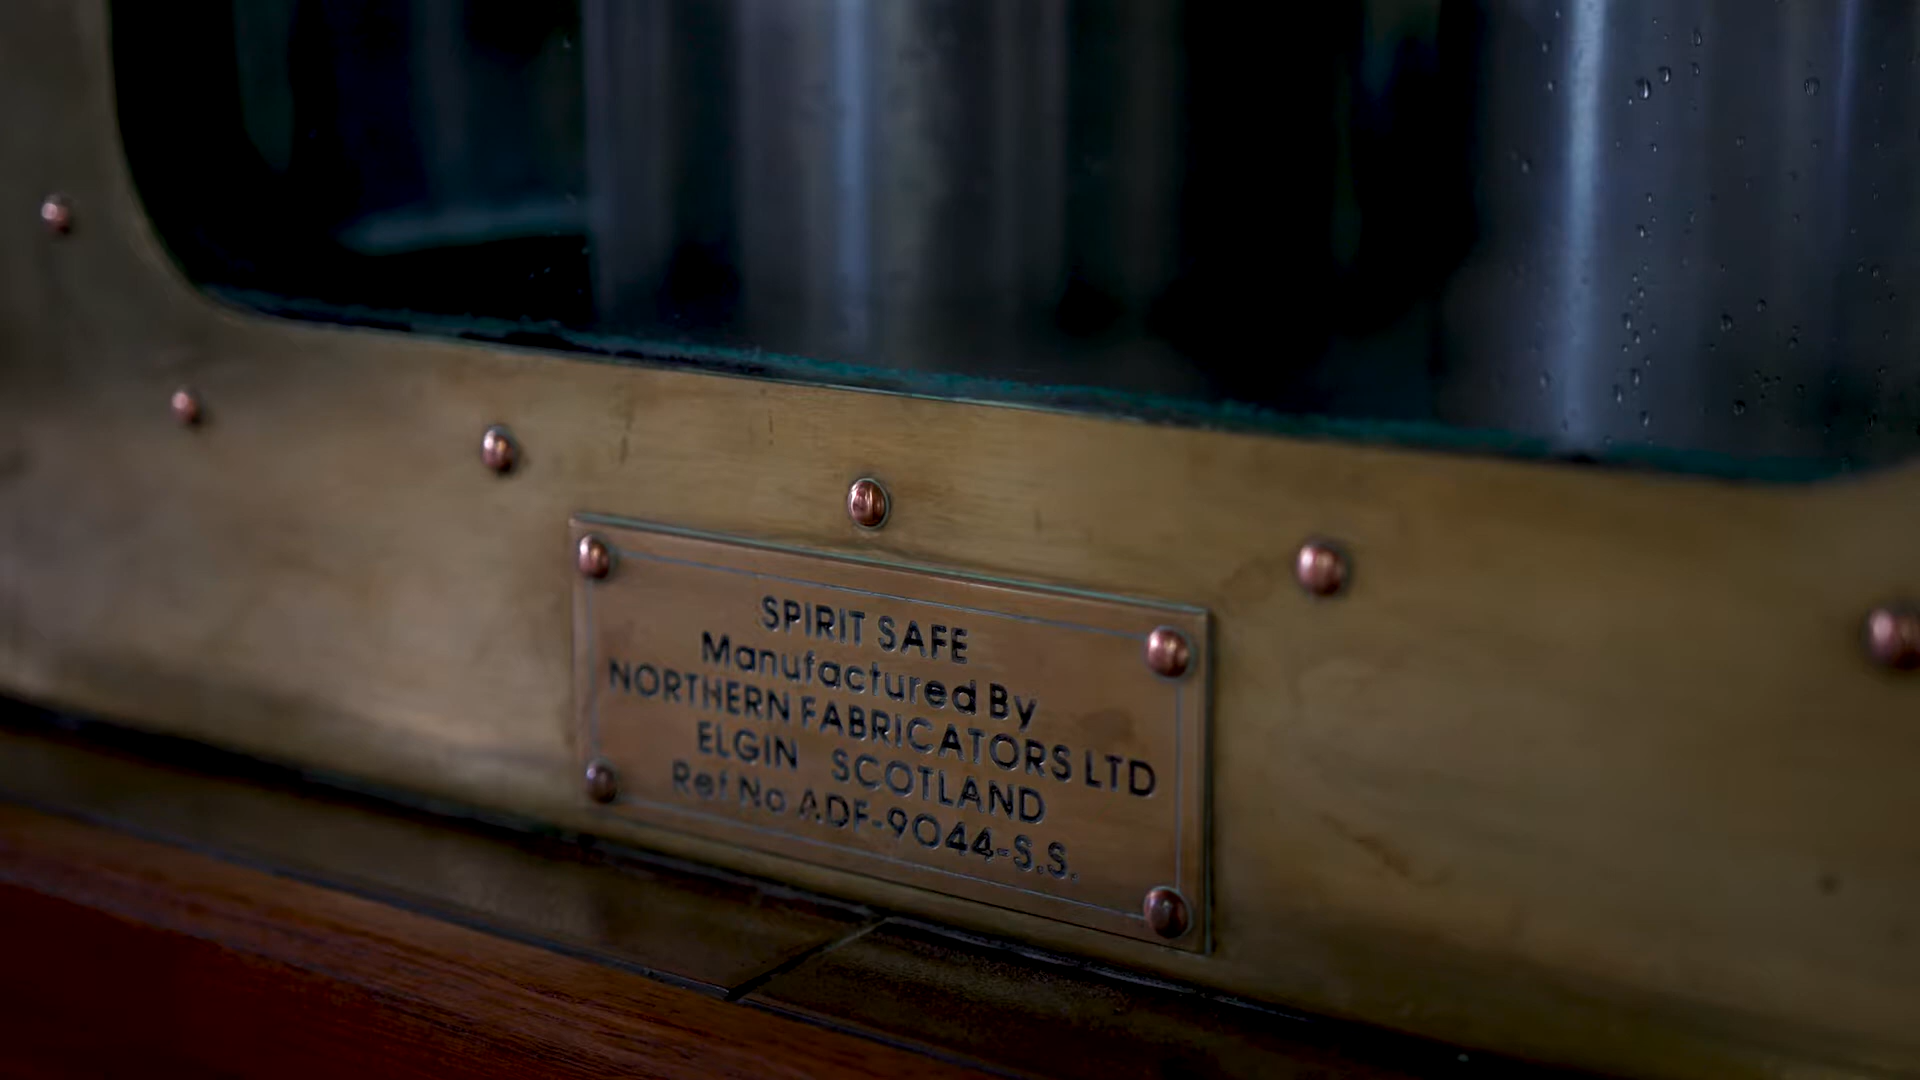 SPIRIT SAFE
Manufactured By
NORTHERN FABRICATORS LTD
ELGIN SCOTLAND
Ref No ADF-9044-S.S.